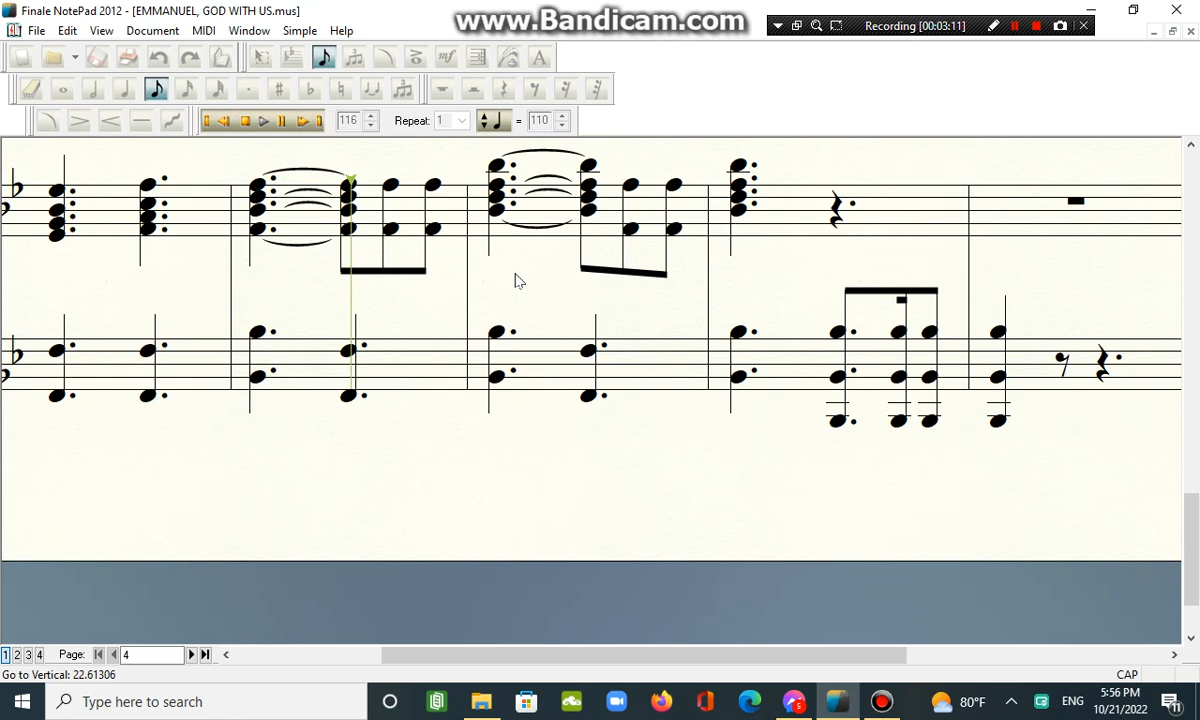 Finale NotePad 2012 - [EMMANUEL, GOD WITH US.mus]
www.Bandicam.com
Recording [00:03:11]
File Edit View Document MIDI Window Simple Help
116 Repeat: 1 = 110
1 2 3 4 Page: 4
Go to Vertical: 22.61306
CAP
Type here to search
80°F
ENG
5:56 PM
10/21/2022
11